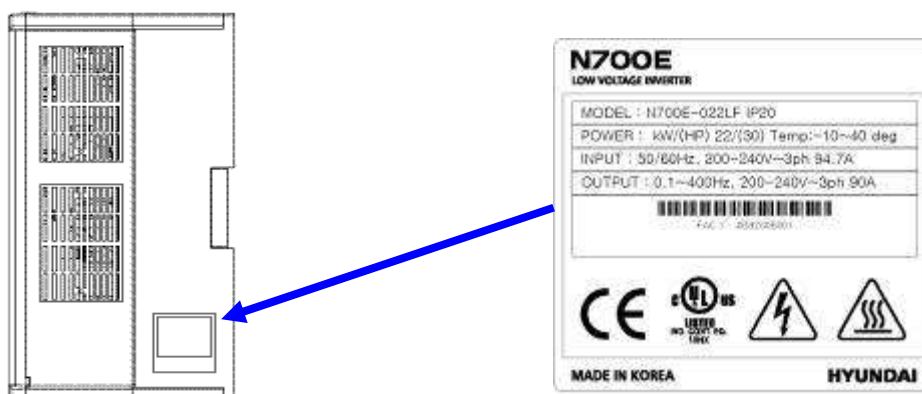 N700E
LOW VOLTAGE INVERTER
MODEL : N700E-022LF IP20
POWER : kW/(HP) 22/(30) Temp:-10~40 deg
INPUT : 50/60Hz, 200-240V~3ph 94.7A
OUTPUT : 0.1~400Hz, 200-240V~3ph 90A
c UL US
LISTED
MADE IN KOREA
HYUNDAI